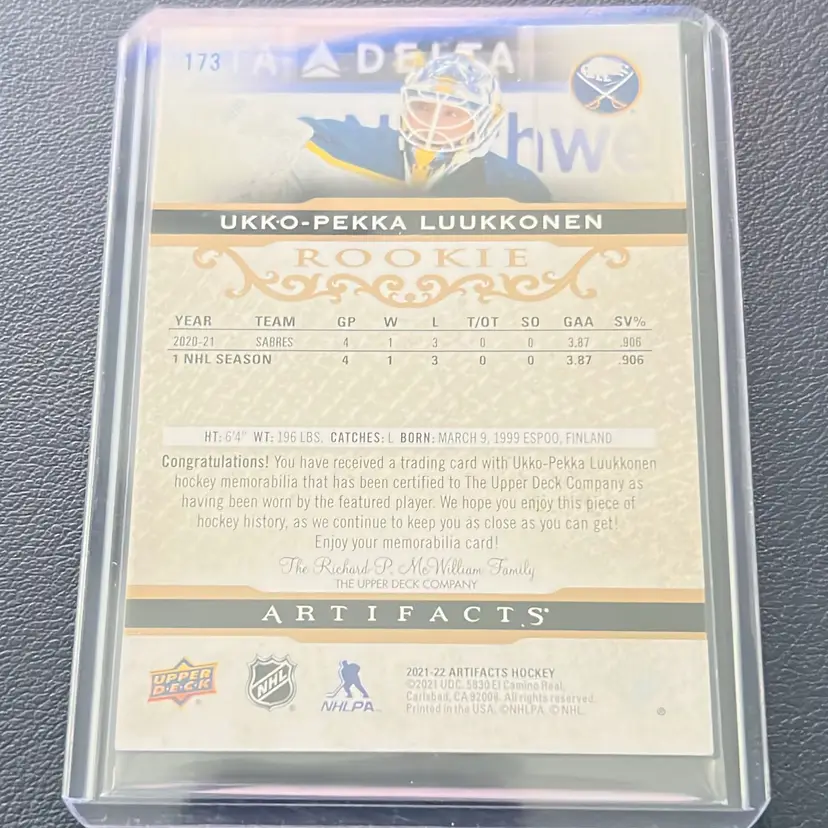 173
TA DELTA
hwe
UKKO-PEKKA LUUKKONEN
ROOKIE
YEAR TEAM GP W L T/OT SO GAA SV%
2020-21 SABRES 4 1 3 0 0 3.87 .906
1 NHL SEASON 4 1 3 0 0 3.87 .906
HT: 6'4" WT: 196 LBS. CATCHES: L BORN: MARCH 9, 1999 ESPOO, FINLAND
Congratulations! You have received a trading card with Ukko-Pekka Luukkonen
hockey memorabilia that has been certified to The Upper Deck Company as
having been worn by the featured player. We hope you enjoy this piece of
hockey history, as we continue to keep you as close as you can get!
Enjoy your memorabilia card!
The Richard P. McWilliam Family
THE UPPER DECK COMPANY
ARTIFACTS
UPPER
DECK
NHL
NHLPA
2021-22 ARTIFACTS HOCKEY
©2021 UDC. 5830 El Camino Real,
Carlsbad, CA 92008. All rights reserved.
Printed in the USA. ©NHLPA. ©NHL.